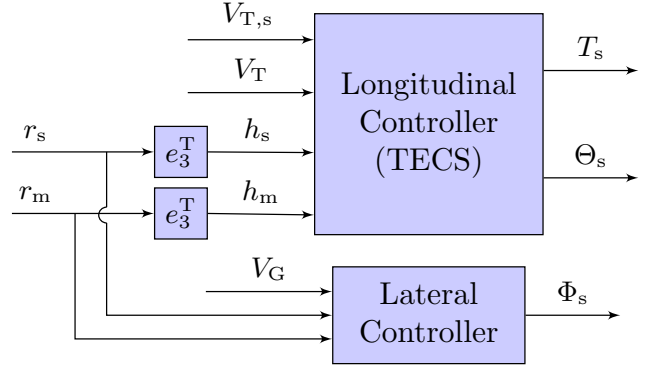 V_{T,s}
T_s
V_T
Longitudinal
Controller
(TECS)
r_s
e_3^T
h_s
Θ_s
r_m
e_3^T
h_m
V_G
Lateral
Controller
Φ_s